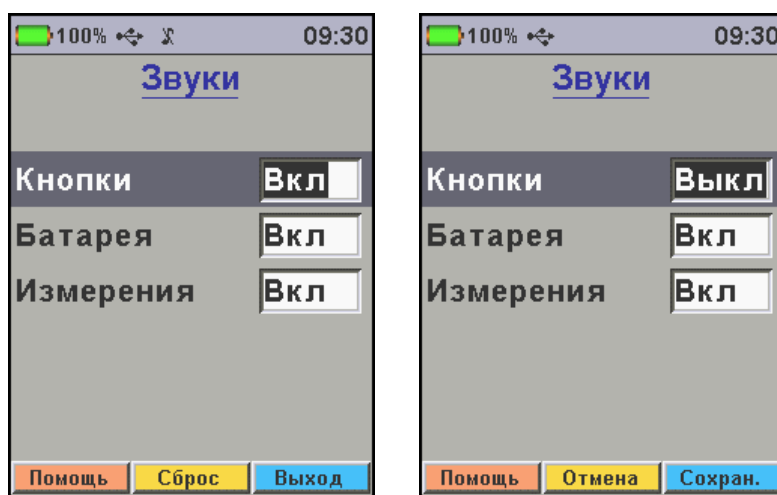 100% 09:30
Звуки
Кнопки Вкл
Батарея Вкл
Измерения Вкл
Помощь Сброс Выход
100% 09:30
Звуки
Кнопки Выкл
Батарея Вкл
Измерения Вкл
Помощь Отмена Сохран.